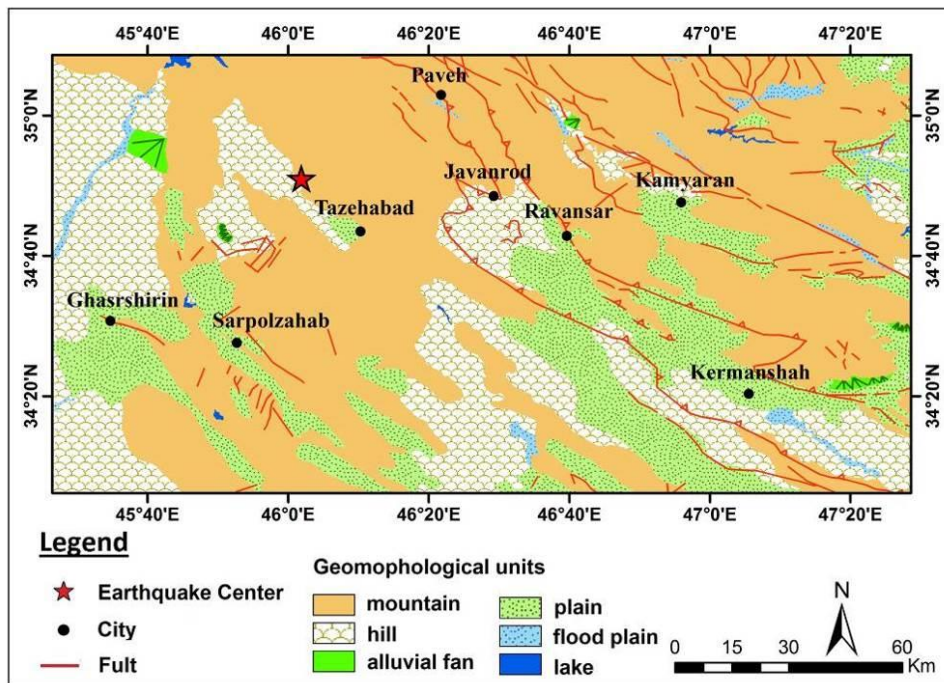 45°40'E 46°0'E 46°20'E 46°40'E 47°0'E 47°20'E
35°0'N
34°40'N
34°20'N
35°0'N
34°40'N
34°20'N
Paveh
Javanrod
Kamyaran
Tazehabad
Ravansar
Ghasrshirin
Sarpolzahab
Kermanshah
45°40'E 46°0'E 46°20'E 46°40'E 47°0'E 47°20'E
Legend
Earthquake Center
City
Fult
Geomophological units
mountain
hill
alluvial fan
plain
flood plain
lake
N
0 15 30 60
Km